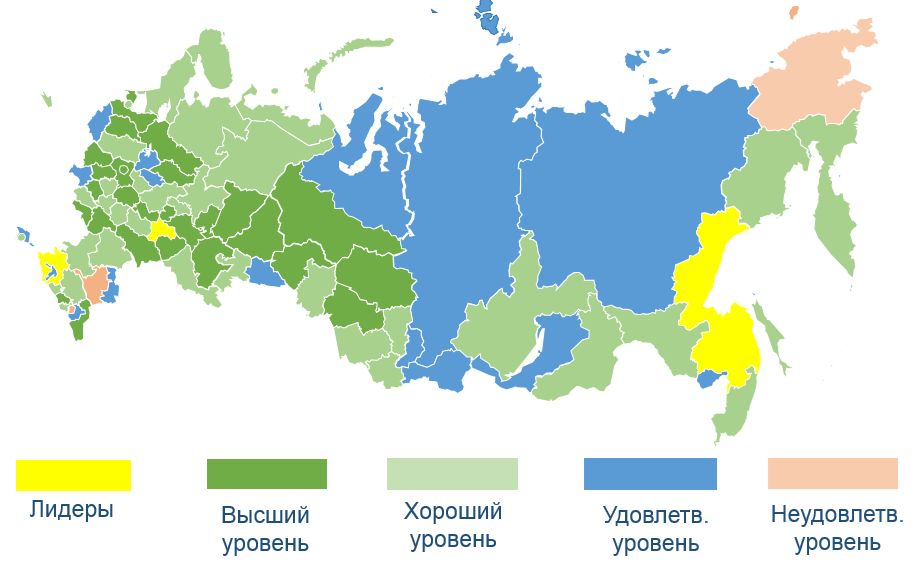 Лидеры
Высший
уровень
Хороший
уровень
Удовлетв.
уровень
Неудовлетв.
уровень